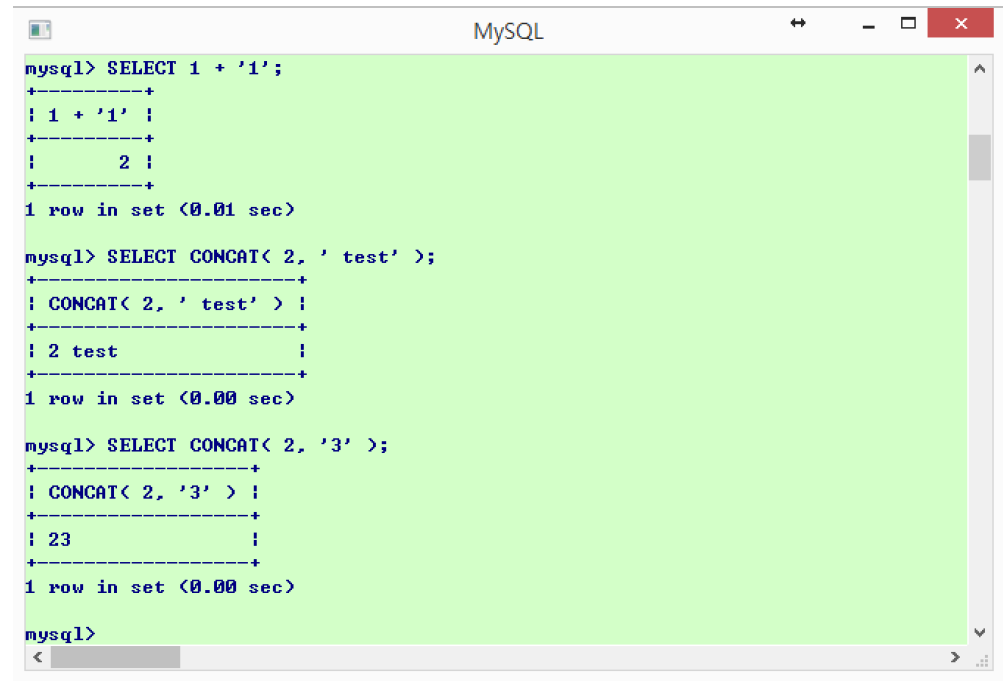 MySQL
mysql> SELECT 1 + '1';
+---------+
| 1 + '1' |
+---------+
|       2 |
+---------+
1 row in set (0.01 sec)
mysql> SELECT CONCAT( 2, ' test' );
+----------------------+
| CONCAT( 2, ' test' ) |
+----------------------+
| 2 test               |
+----------------------+
1 row in set (0.00 sec)
mysql> SELECT CONCAT( 2, '3' );
+------------------+
| CONCAT( 2, '3' ) |
+------------------+
| 23               |
+------------------+
1 row in set (0.00 sec)
mysql>